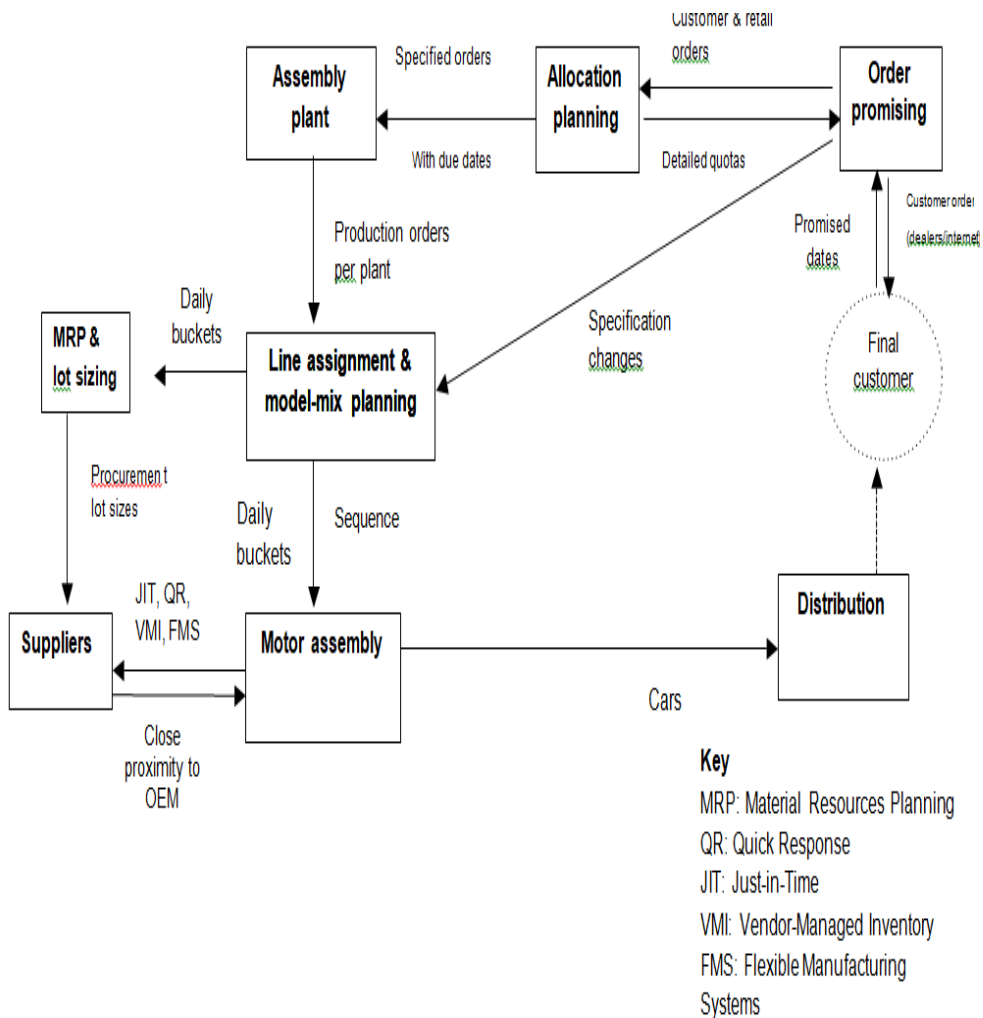 Customer & retail
orders
Specified orders
Assembly
plant
Allocation
planning
Order
promising
With due dates
Detailed quotas
Customer order
(dealers/internet)
Promised
dates
Production orders
per plant
Daily
buckets
Specification
changes
MRP &
lot sizing
Line assignment &
model-mix planning
Final
customer
Procurement
lot sizes
Daily
buckets
Sequence
JIT, QR,
VMI, FMS
Suppliers
Motor assembly
Distribution
Cars
Close
proximity to
OEM
Key
MRP: Material Resources Planning
QR: Quick Response
JIT: Just-in-Time
VMI: Vendor-Managed Inventory
FMS: Flexible Manufacturing
Systems